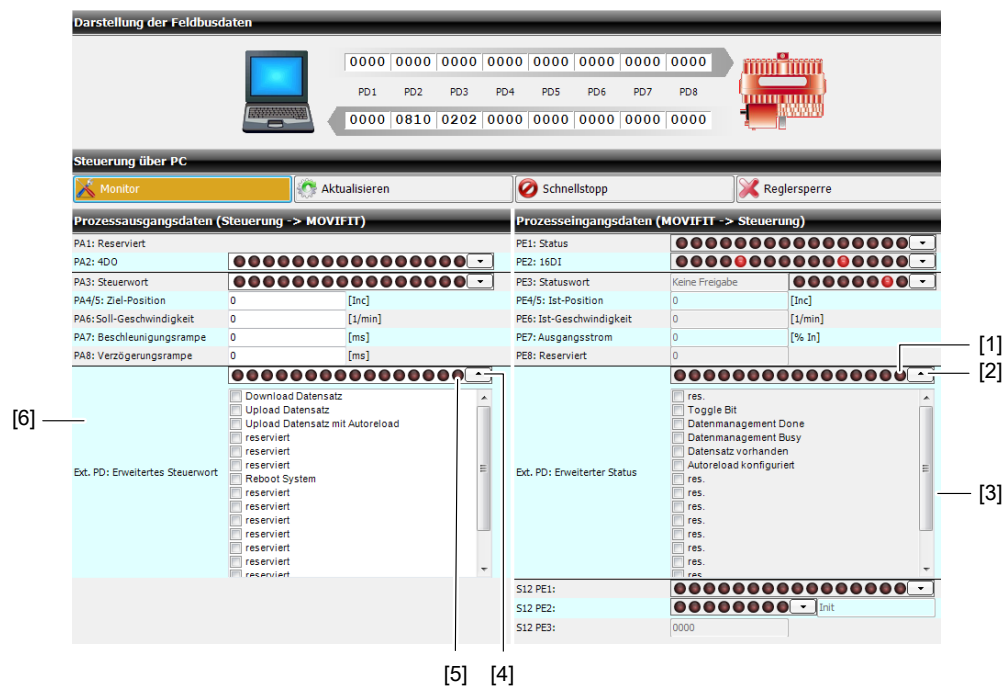 Darstellung der Feldbusdaten
0000 0000 0000 0000 0000 0000 0000 0000
PD1 PD2 PD3 PD4 PD5 PD6 PD7 PD8
0000 0810 0202 0000 0000 0000 0000 0000
Steuerung über PC
Monitor
Aktualisieren
Schnellstopp
Reglersperre
Prozessausgangsdaten (Steuerung -> MOVIFIT)
PA1: Reserviert
PA2: 4DO
PA3: Steuerwort
PA4/5: Ziel-Position 0 [Inc]
PA6: Soll-Geschwindigkeit 0 [1/min]
PA7: Beschleunigungsrampe 0 [ms]
PA8: Verzögerungsrampe 0 [ms]
Ext. PD: Erweitertes Steuerwort
Download Datensatz
Upload Datensatz
Upload Datensatz mit Autoreload
reserviert
reserviert
reserviert
Reboot System
reserviert
reserviert
reserviert
reserviert
reserviert
reserviert
reserviert
Prozesseingangsdaten (MOVIFIT -> Steuerung)
PE1: Status
PE2: 16DI
PE3: Statuswort Keine Freigabe
PE4/5: Ist-Position 0 [Inc]
PE6: Ist-Geschwindigkeit 0 [1/min]
PE7: Ausgangsstrom 0 [% In]
PE8: Reserviert 0
Ext. PD: Erweiterter Status
res.
Toggle Bit
Datenmanagement Done
Datenmanagement Busy
Datensatz vorhanden
Autoreload konfiguriert
res.
res.
res.
res.
res.
res.
res.
res.
S12 PE1:
S12 PE2: Init
S12 PE3: 0000
[1]
[2]
[3]
[4]
[5]
[6]